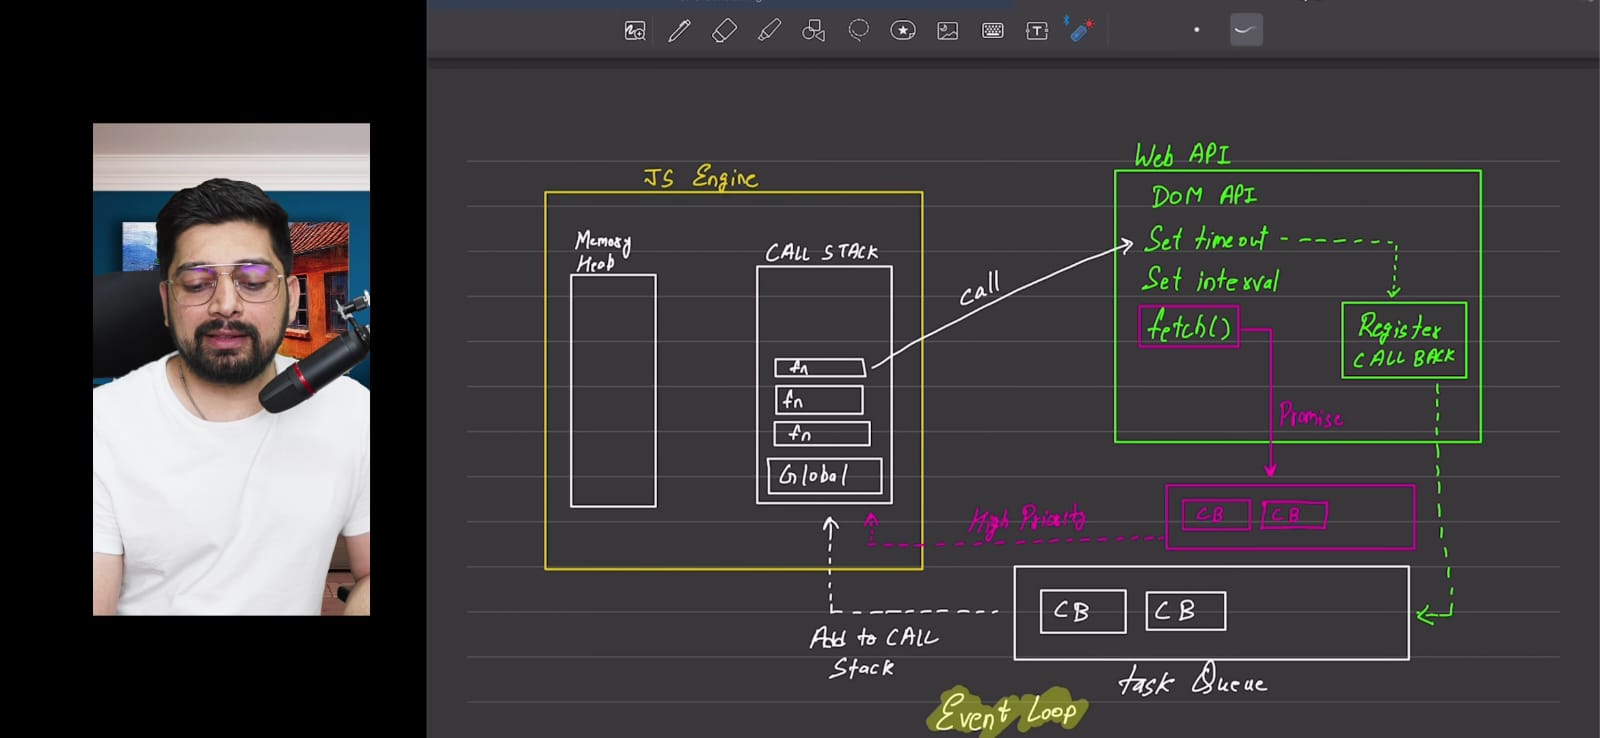 JS Engine
Memory
Heap
CALL STACK
fn
fn
fn
Global
call
Web API
DOM API
Set timeout
Set interval
fetch()
Register
CALL BACK
Promise
CB CB
High Priority
CB CB
Add to CALL
Stack
task Queue
Event Loop